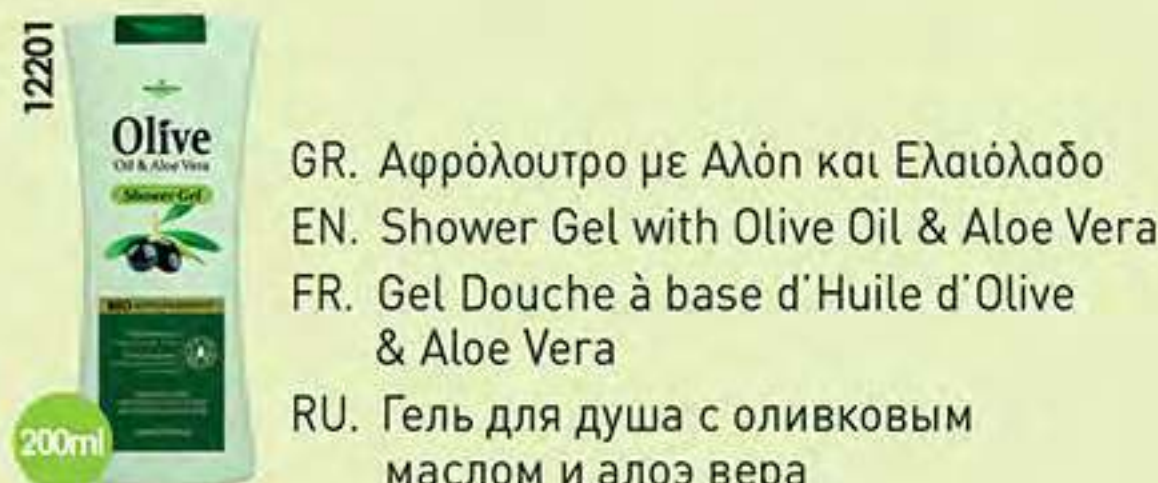 12201
Olive
Oil & Aloe Vera
Shower Gel
BIO
200ml
GR. Αφρόλουτρο με Αλόη και Ελαιόλαδο
EN. Shower Gel with Olive Oil & Aloe Vera
FR. Gel Douche à base d'Huile d'Olive
& Aloe Vera
RU. Гель для душа с оливковым
маслом и алоэ вера